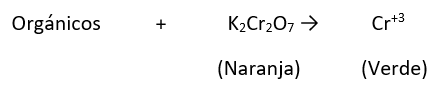 Orgánicos + K₂Cr₂O₇ → Cr⁺³
(Naranja) (Verde)